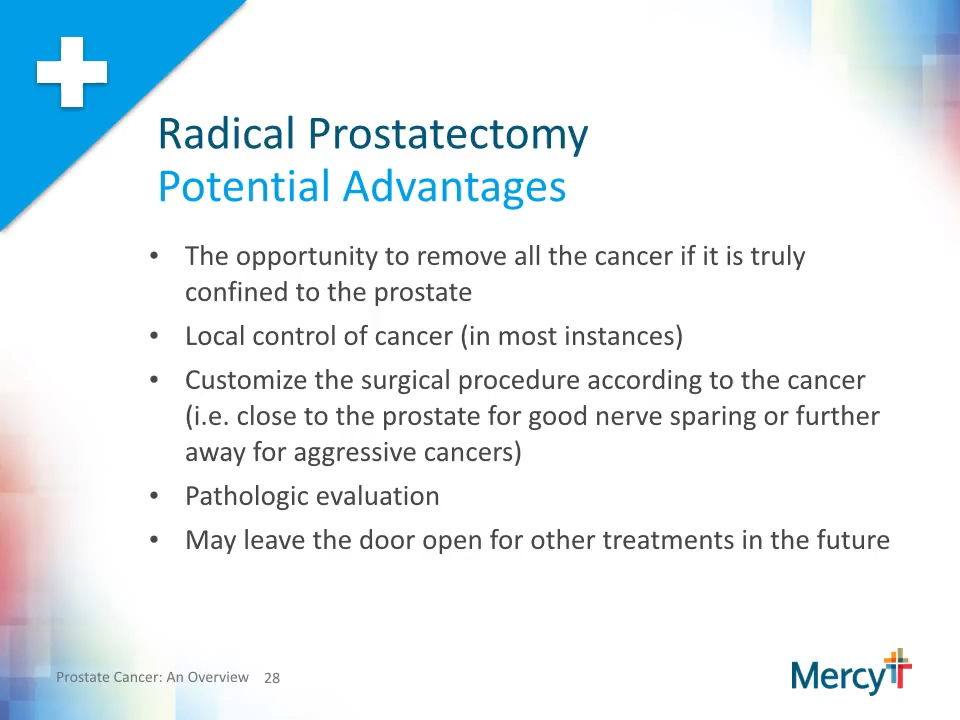 Radical Prostatectomy
Potential Advantages
• The opportunity to remove all the cancer if it is truly
confined to the prostate
• Local control of cancer (in most instances)
• Customize the surgical procedure according to the cancer
(i.e. close to the prostate for good nerve sparing or further
away for aggressive cancers)
• Pathologic evaluation
• May leave the door open for other treatments in the future
Prostate Cancer: An Overview 28
Mercy